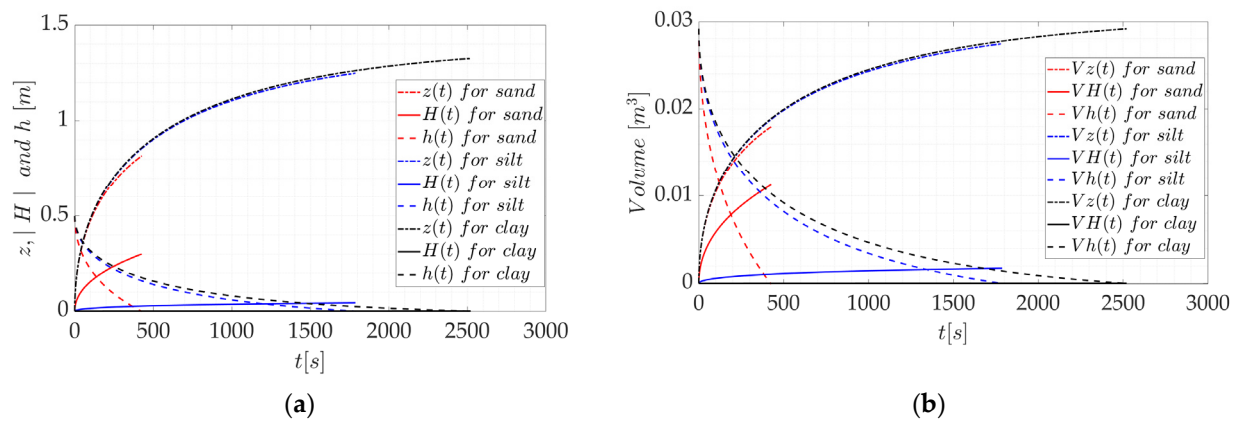 1.5
1
0.5
0
z, | H | and h [m]
z(t) for sand
H(t) for sand
h(t) for sand
z(t) for silt
H(t) for silt
h(t) for silt
z(t) for clay
H(t) for clay
h(t) for clay
0 500 1000 1500 2000 2500 3000
t[s]
(a)
0.03
0.02
0.01
0
Volume [m³]
Vz(t) for sand
VH(t) for sand
Vh(t) for sand
Vz(t) for silt
VH(t) for silt
Vh(t) for silt
Vz(t) for clay
VH(t) for clay
Vh(t) for clay
0 500 1000 1500 2000 2500 3000
t[s]
(b)